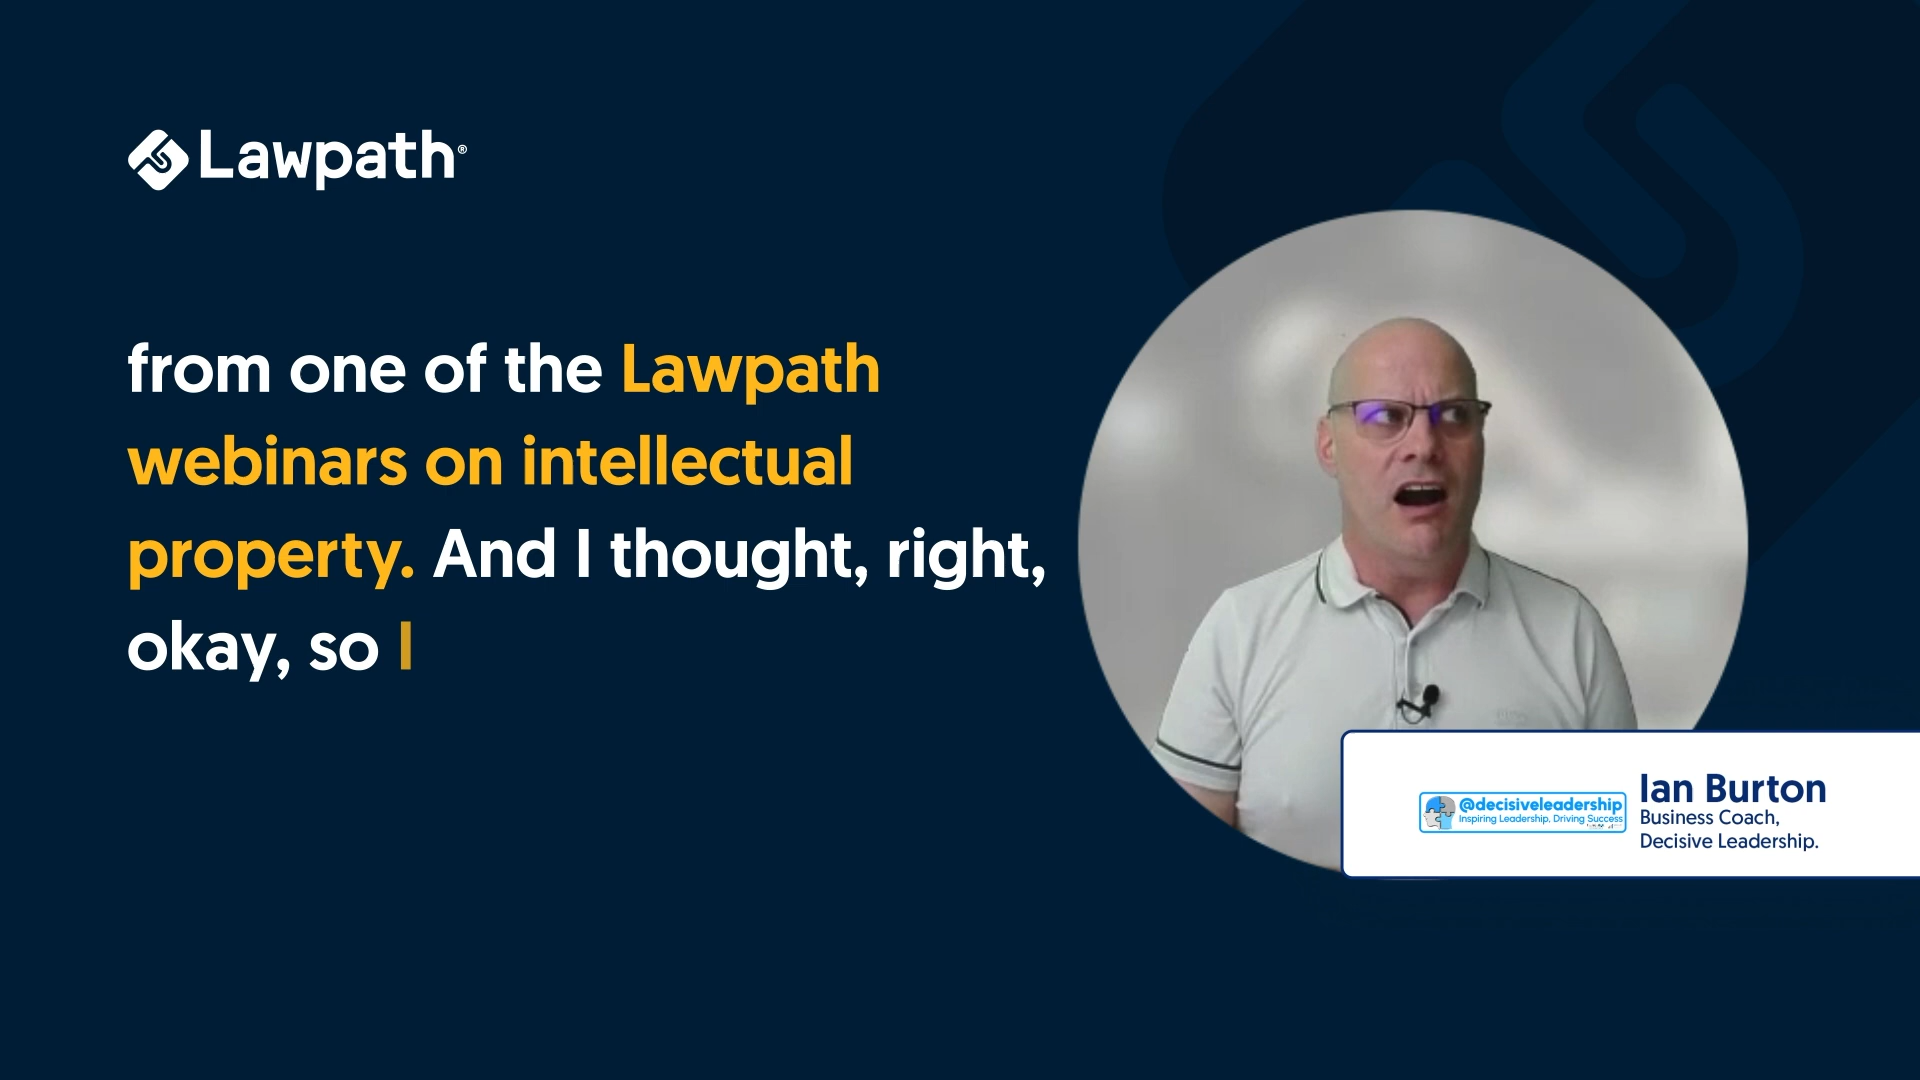 Lawpath®
from one of the Lawpath
webinars on intellectual
property. And I thought, right,
okay, so I
@decisiveleadership
Inspiring Leadership, Driving Success
Ian Burton
Business Coach,
Decisive Leadership.